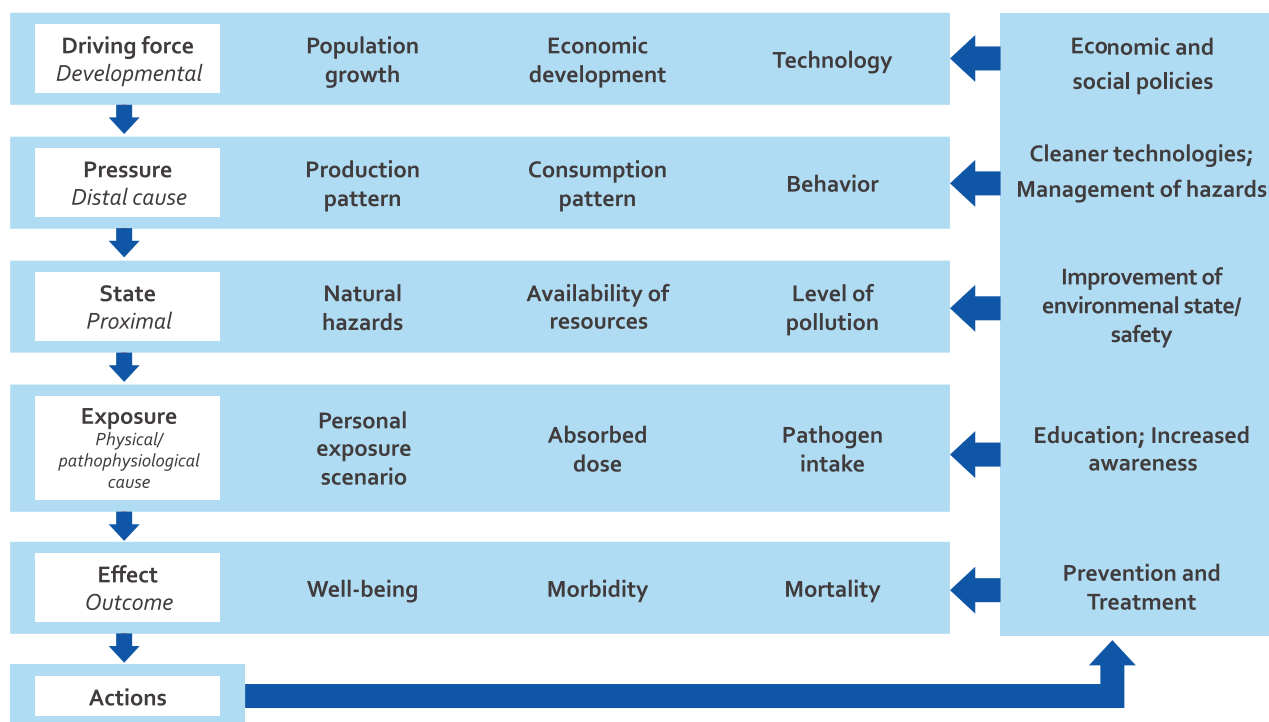 Driving force
Developmental
Population
growth
Economic
development
Technology
Economic and
social policies
Pressure
Distal cause
Production
pattern
Consumption
pattern
Behavior
Cleaner technologies;
Management of hazards
State
Proximal
Natural
hazards
Availability of
resources
Level of
pollution
Improvement of
environmenal state/
safety
Exposure
Physical/
pathophysiological
cause
Personal
exposure
scenario
Absorbed
dose
Pathogen
intake
Education; Increased
awareness
Effect
Outcome
Well-being
Morbidity
Mortality
Prevention and
Treatment
Actions